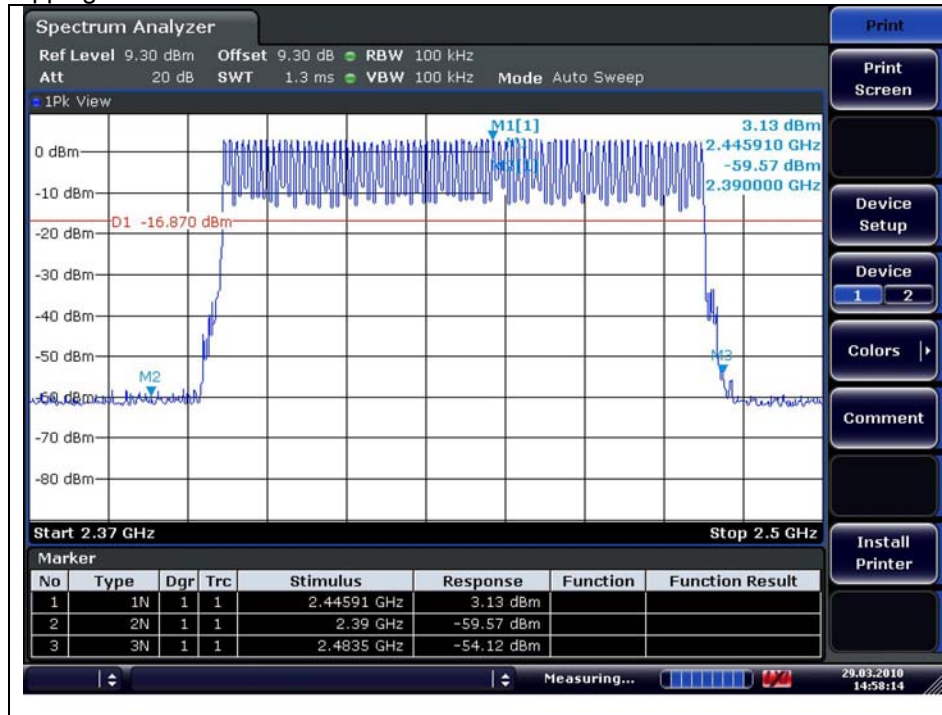 Spectrum Analyzer
Ref Level 9.30 dBm Offset 9.30 dB RBW 100 kHz
Att 20 dB SWT 1.3 ms VBW 100 kHz Mode Auto Sweep
1Pk View
M1[1] 3.13 dBm
2.445910 GHz
-59.57 dBm
2.390000 GHz
0 dBm
-10 dBm
D1 -16.870 dBm
-20 dBm
-30 dBm
-40 dBm
-50 dBm
M3
M2
-60 dBm
-70 dBm
-80 dBm
Start 2.37 GHz Stop 2.5 GHz
Marker
No Type Dgr Trc Stimulus Response Function Function Result
1 1N 1 1 2.44591 GHz 3.13 dBm
2 2N 1 1 2.39 GHz -59.57 dBm
3 3N 1 1 2.4835 GHz -54.12 dBm
Measuring...
29.03.2010
14:58:14
Print
Print
Screen
Device
Setup
Device
1 2
Colors
Comment
Install
Printer